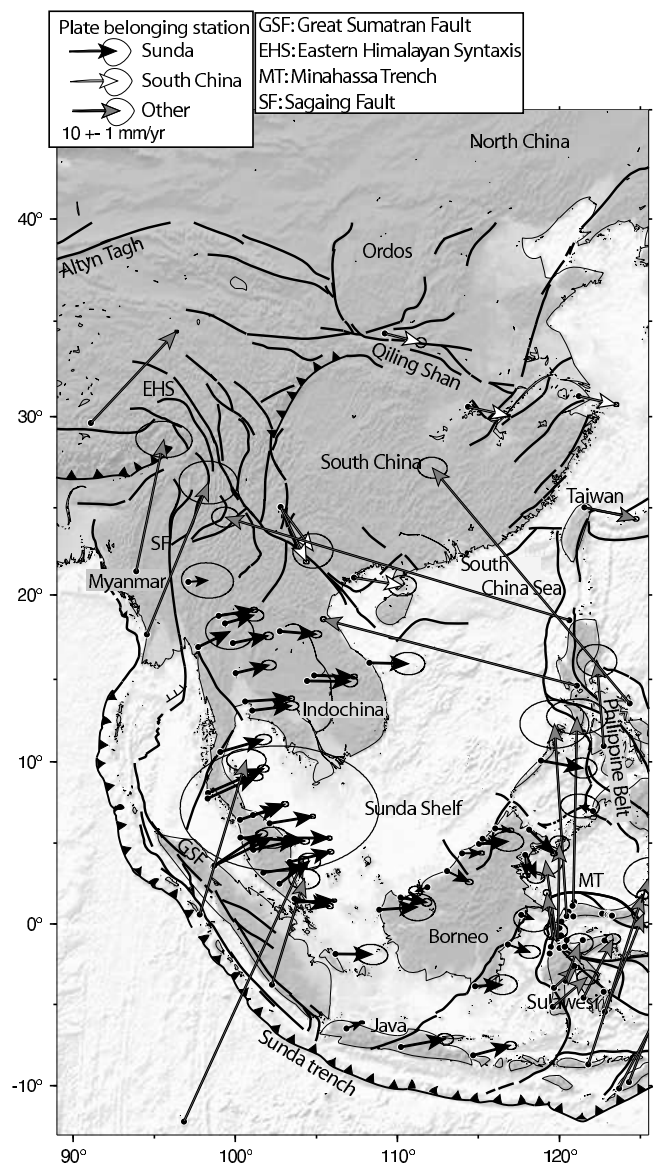 Plate belonging station
Sunda
South China
Other
10 +- 1 mm/yr
GSF: Great Sumatran Fault
EHS: Eastern Himalayan Syntaxis
MT: Minahassa Trench
SF: Sagaing Fault
North China
40°
Altyn Tagh
Ordos
Qiling Shan
EHS
30°
South China
Taiwan
SF
Myanmar
South
China Sea
20°
Indochina
Philippine Belt
10°
Sunda Shelf
GSF
MT
0°
Borneo
Sulawesi
Java
Sunda trench
-10°
90°
100°
110°
120°